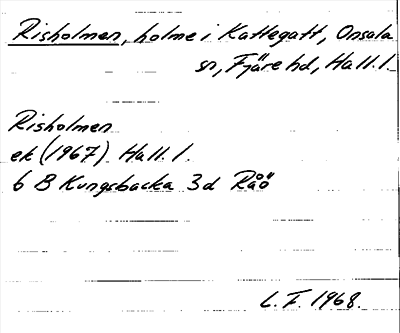 Risholmen, holme i Kattegatt, Onsala
sn, Fjäre hd, Hall. l.
Risholmen
ek (1967) Hall. l.
6 B Kungsbacka 3d Råö
L. F. 1968.